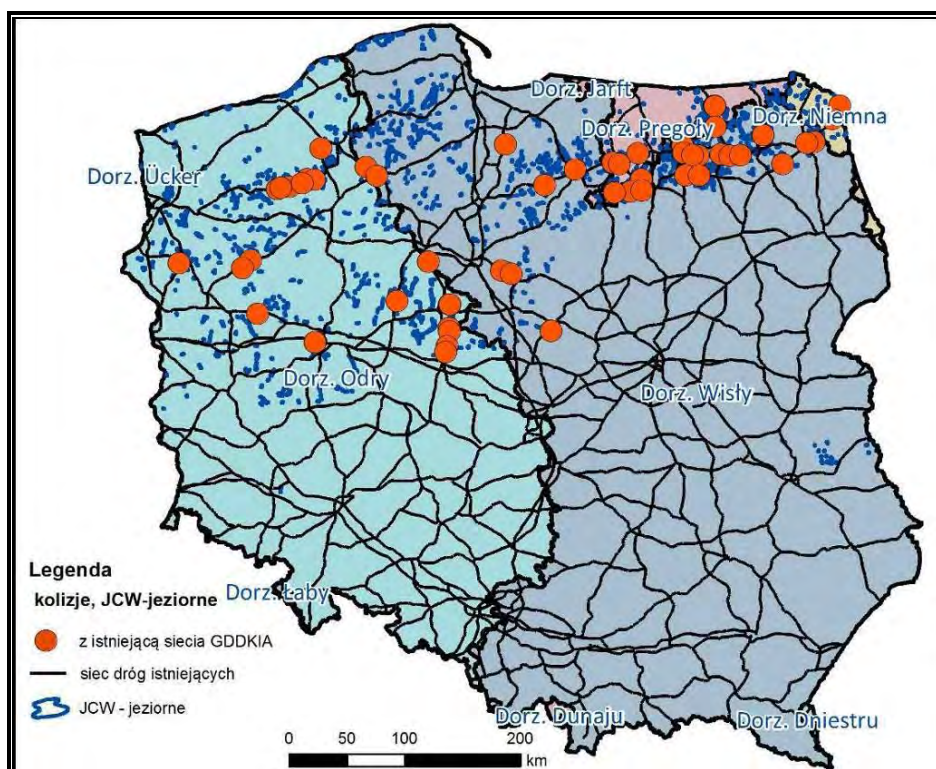 Dorz. Jarft
Dorz. Niemna
Dorz. Pregoły
Dorz. Ücker
Dorz. Odry
Dorz. Wisły
Legenda
kolizje, JCW-jeziorne
Dorz. Łaby
z istniejącą siecia GDDKIA
siec dróg istniejących
JCW - jeziorne
Dorz. Dunaju
Dorz. Dniestru
0 50 100 200
km